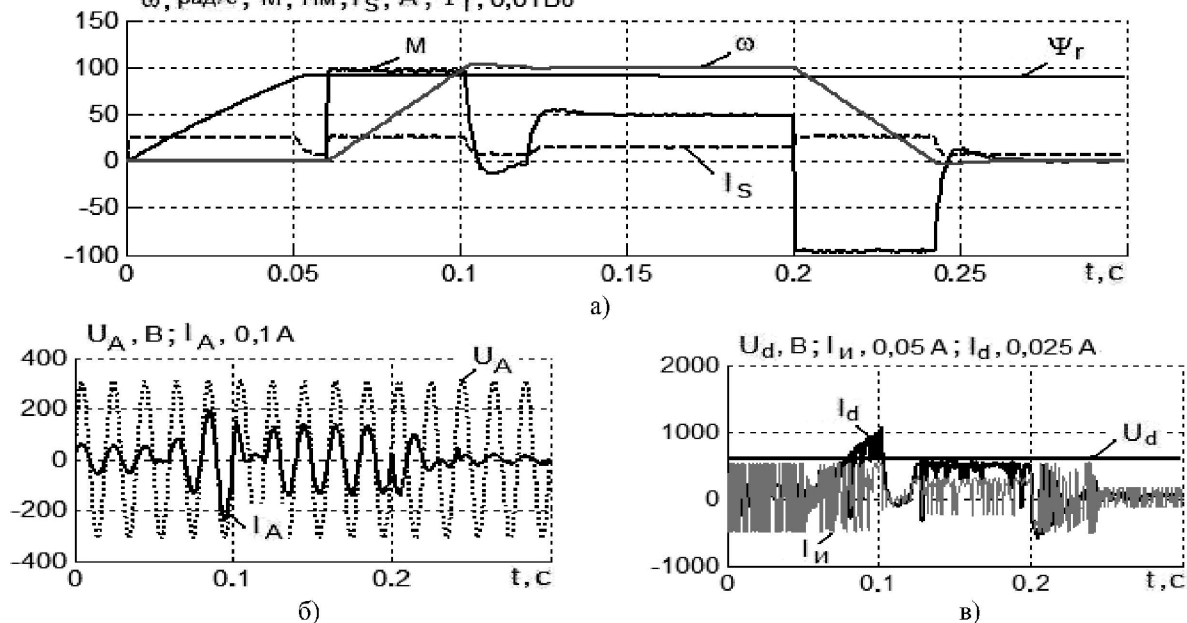 150
100
50
0
-50
-100
M
ω
Ψr
IS
0 0.05 0.1 0.15 0.2 0.25 t,c
а)
UA, В; IA, 0,1 А
400
200
0
-200
-400
UA
IA
0 0.1 0.2 t,c
б)
Ud, В; Iи, 0,05 А; Id, 0,025 А
2000
1000
0
-1000
Id
Ud
Iи
0 0.1 0.2 t,c
в)